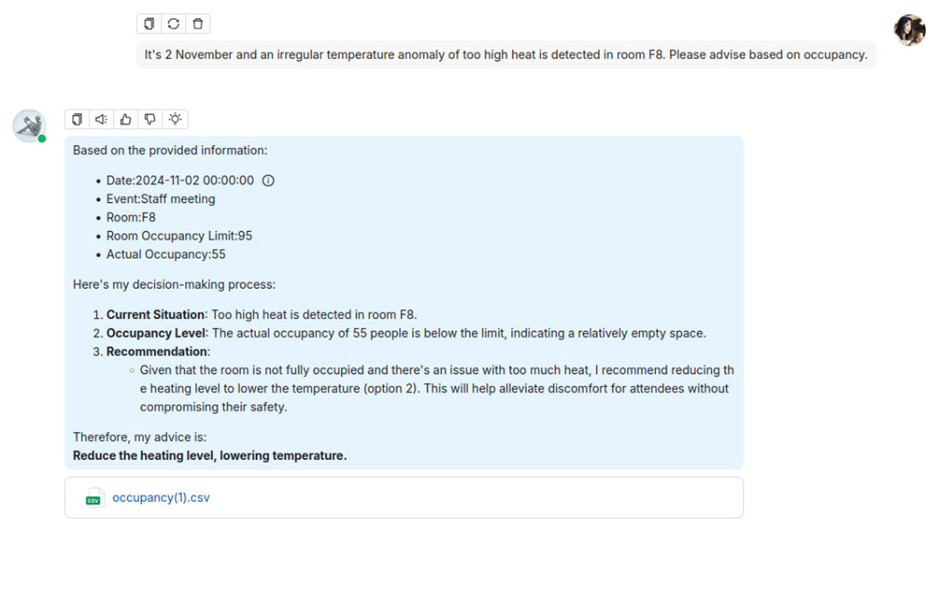 It's 2 November and an irregular temperature anomaly of too high heat is detected in room F8. Please advise based on occupancy.
Based on the provided information:
• Date:2024-11-02 00:00:00
• Event:Staff meeting
• Room:F8
• Room Occupancy Limit:95
• Actual Occupancy:55
Here's my decision-making process:
1. Current Situation: Too high heat is detected in room F8.
2. Occupancy Level: The actual occupancy of 55 people is below the limit, indicating a relatively empty space.
3. Recommendation:
◦ Given that the room is not fully occupied and there's an issue with too much heat, I recommend reducing th
e heating level to lower the temperature (option 2). This will help alleviate discomfort for attendees without
compromising their safety.
Therefore, my advice is:
Reduce the heating level, lowering temperature.
CSV
occupancy(1).csv